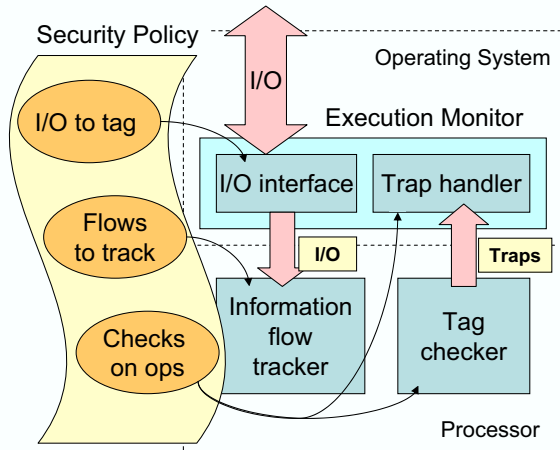 Security Policy
Operating System
I/O
Execution Monitor
I/O to tag
I/O interface
Trap handler
Flows
to track
I/O
Traps
Information
flow
tracker
Tag
checker
Checks
on ops
Processor